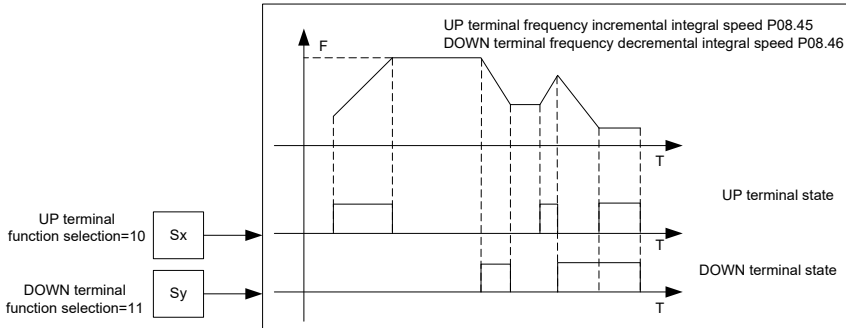 UP terminal frequency incremental integral speed P08.45
DOWN terminal frequency decremental integral speed P08.46
F
T
UP terminal state
UP terminal
function selection=10
Sx
T
DOWN terminal state
DOWN terminal
function selection=11
Sy
T